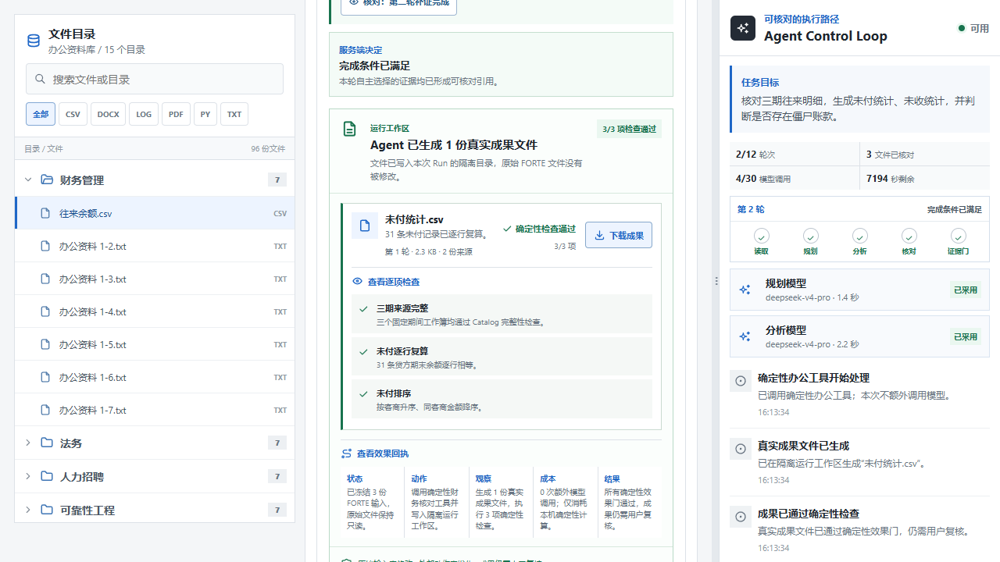 文件目录
办公资料库 / 15 个目录
搜索文件或目录
全部
CSV
DOCX
LOG
PDF
PY
TXT
目录 / 文件
96 份文件
财务管理
7
往来余额.csv
CSV
办公资料 1-2.txt
TXT
办公资料 1-3.txt
TXT
办公资料 1-4.txt
TXT
办公资料 1-5.txt
TXT
办公资料 1-6.txt
TXT
办公资料 1-7.txt
TXT
法务
7
人力招聘
7
可靠性工程
7
核对：第二轮补证完成
服务端决定
完成条件已满足
本轮自主选择的证据均已形成可核对引用。
运行工作区
Agent 已生成 1 份真实成果文件
文件已写入本次 Run 的隔离目录，原始 FORTE 文件没有
被修改。
3/3 项检查通过
未付统计.csv
31 条未付记录已逐行复算。
第 1 轮 · 2.3 KB · 2 份来源
确定性检查通过
3/3 项
下载成果
查看逐项检查
三期来源完整
三个固定期间工作簿均通过 Catalog 完整性检查。
未付逐行复算
31 条贷方期末余额逐行相等。
未付排序
按客商升序、同客商金额降序。
查看效果回执
状态
已冻结 3 份
FORTE 输入，
原始文件保持
只读。
动作
调用确定性财
务核对工具并
写入隔离运行
工作区。
观察
生成 1 份真实
成果文件，执
行 3 项确定性
检查。
成本
0 次额外模型
调用；仅消耗
本机确定性计
算。
结果
所有确定性效
果门通过，成
果仍需用户复
核。
可核对的执行路径
Agent Control Loop
可用
任务目标
核对三期往来明细，生成未付统计、未收统计，并判
断是否存在僵尸账款。
2/12 轮次
3 文件已核对
4/30 模型调用
7194 秒剩余
第 2 轮
完成条件已满足
读取
规划
分析
核对
证据门
规划模型
deepseek-v4-pro · 1.4 秒
已采用
分析模型
deepseek-v4-pro · 2.2 秒
已采用
确定性办公工具开始处理
已调用确定性办公工具；本次不额外调用模型。
16:13:34
真实成果文件已生成
已在隔离运行工作区生成“未付统计.csv”。
16:13:34
成果已通过确定性检查
真实成果文件已通过确定性效果门，仍需用户复核。
16:13:34